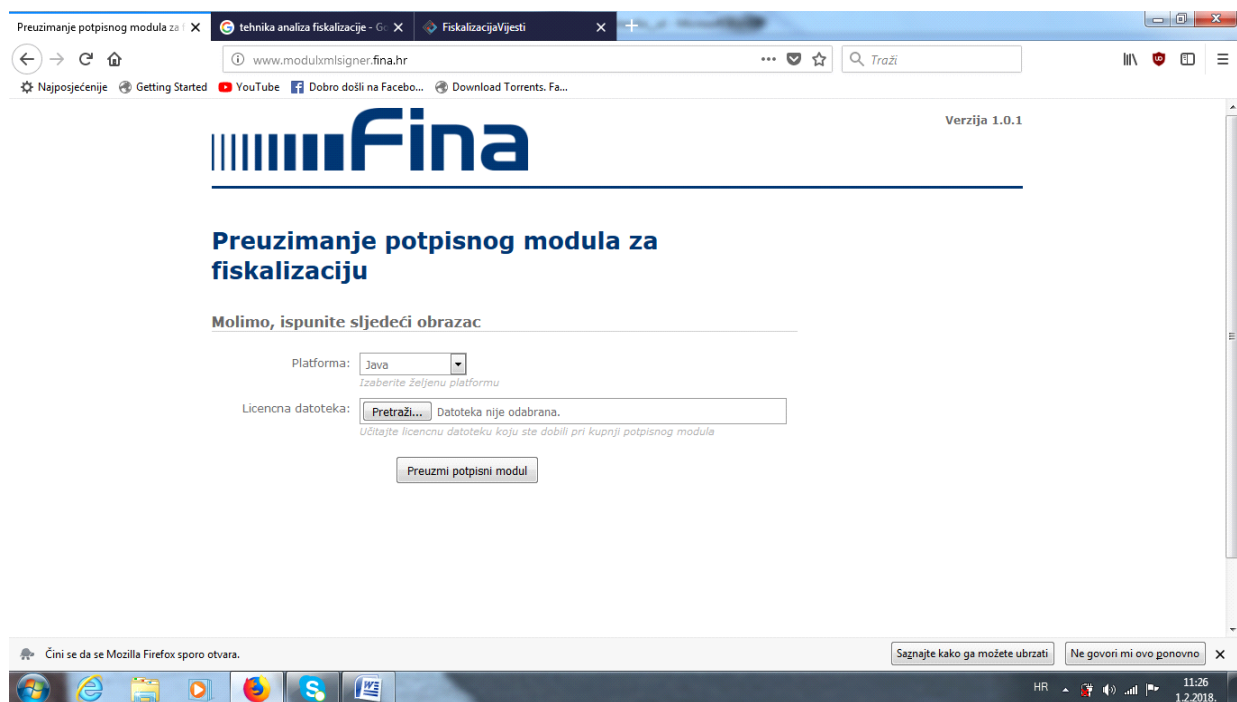 Preuzimanje potpisnog modula za f
tehnika analiza fiskalizacije - Go
FiskalizacijaVijesti
www.modulxmlsigner.fina.hr
Traži
Najposjećenije Getting Started YouTube Dobro došli na Facebo... Download Torrents. Fa...
Fina
Verzija 1.0.1
Preuzimanje potpisnog modula za
fiskalizaciju
Molimo, ispunite sljedeći obrazac
Platforma: Java
Izaberite željenu platformu
Licencna datoteka: Pretraži... Datoteka nije odabrana.
Učitajte licencnu datoteku koju ste dobili pri kupnji potpisnog modula
Preuzmi potpisni modul
Čini se da se Mozilla Firefox sporo otvara. Saznajte kako ga možete ubrzati Ne govori mi ovo ponovno
HR 11:26
1.2.2018.